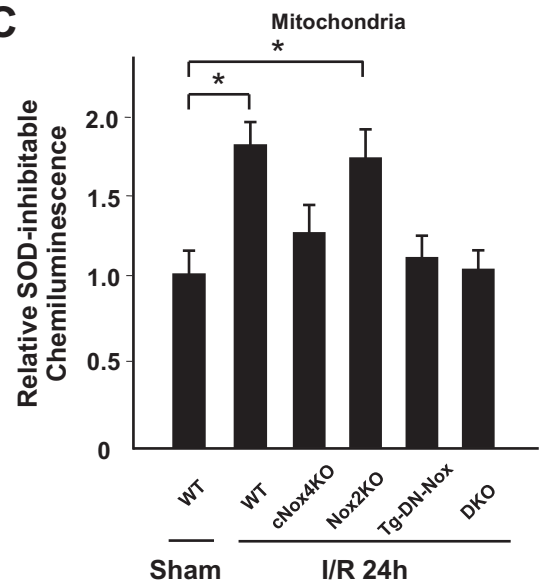 C
Mitochondria
*
*
Relative SOD-inhibitable
Chemiluminescence
2.0
1.5
1.0
0.5
0
WT
WT
cNox4KO
Nox2KO
Tg-DN-Nox
DKO
Sham
I/R 24h